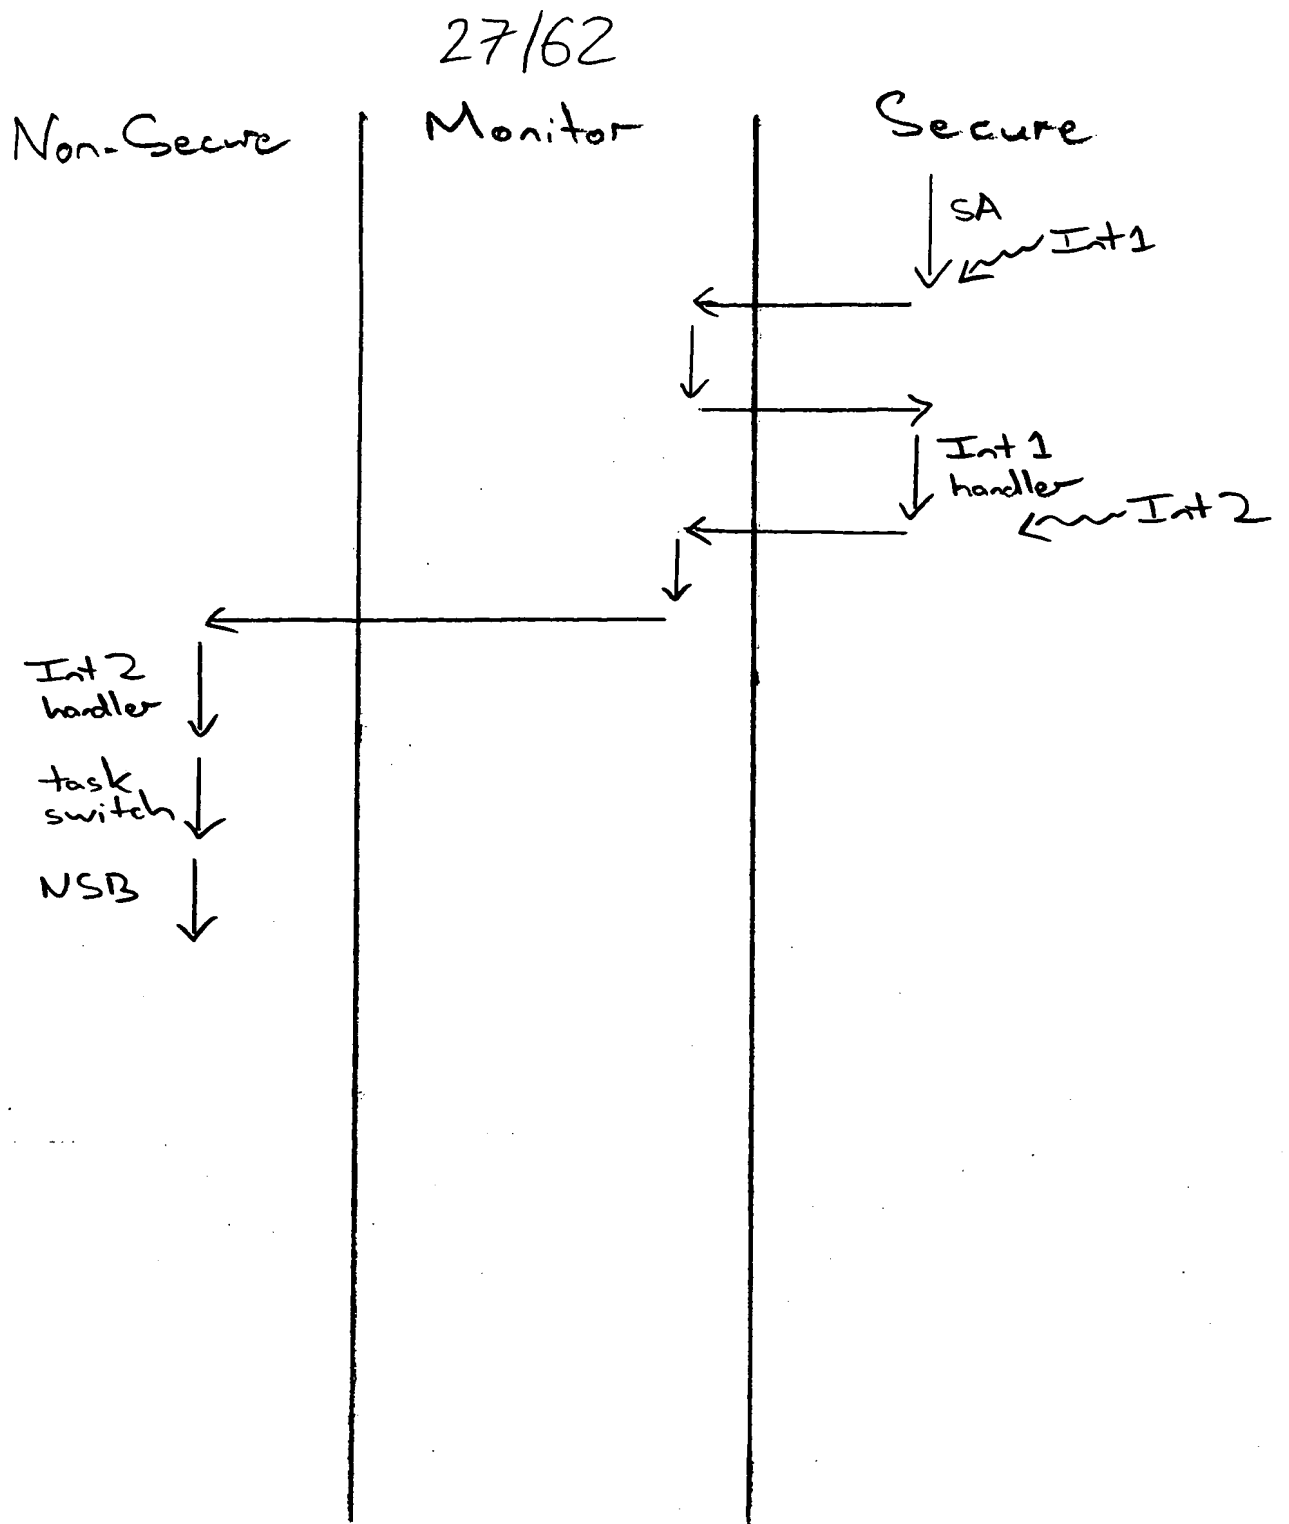 27/62
Non-Secure Monitor Secure
SA
Int 1
Int 1
handler
Int 2
Int 2
handler
task
switch
NSB